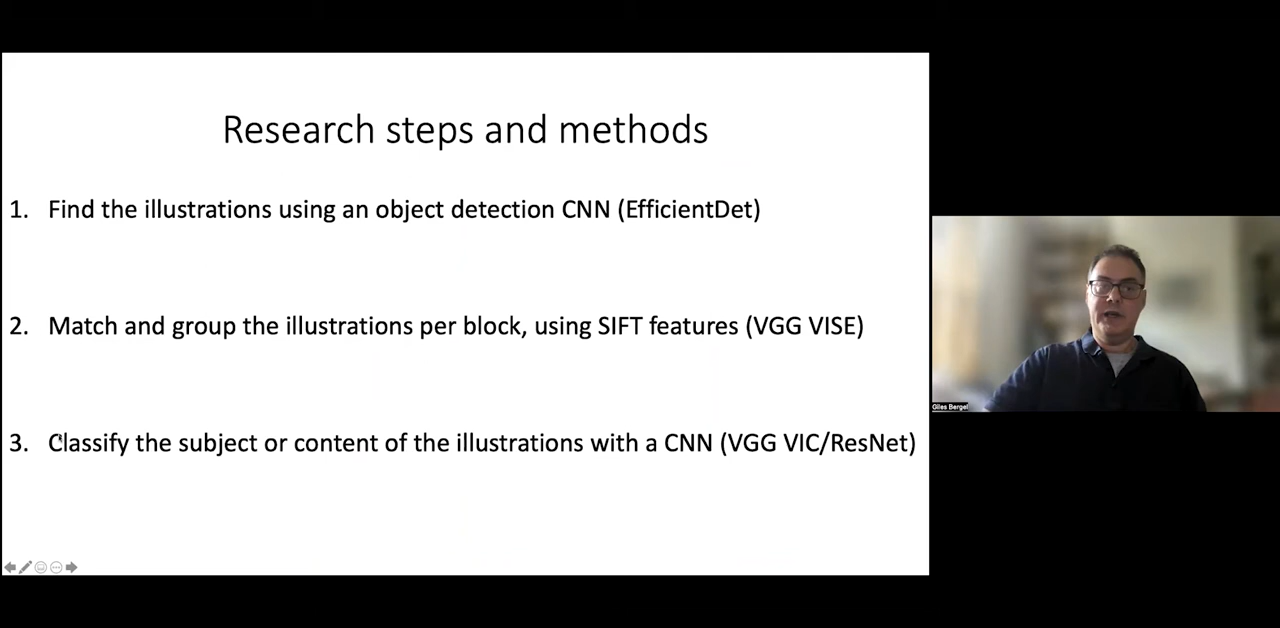 Research steps and methods
1. Find the illustrations using an object detection CNN (EfficientDet)
2. Match and group the illustrations per block, using SIFT features (VGG VISE)
3. Classify the subject or content of the illustrations with a CNN (VGG VIC/ResNet)
Giles Bergel